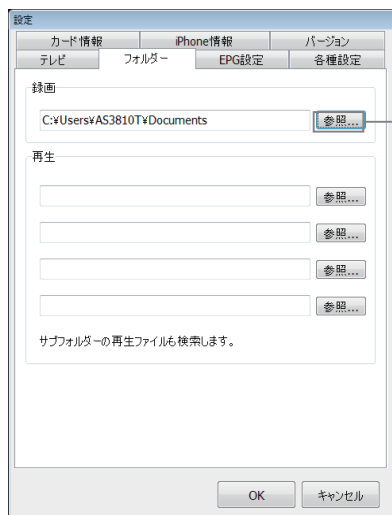 設定
カード情報 iPhone情報 バージョン
テレビ フォルダー EPG設定 各種設定
録画
C:¥Users¥AS3810T¥Documents 参照...
再生
参照...
参照...
参照...
参照...
サブフォルダーの再生ファイルも検索します。
OK キャンセル